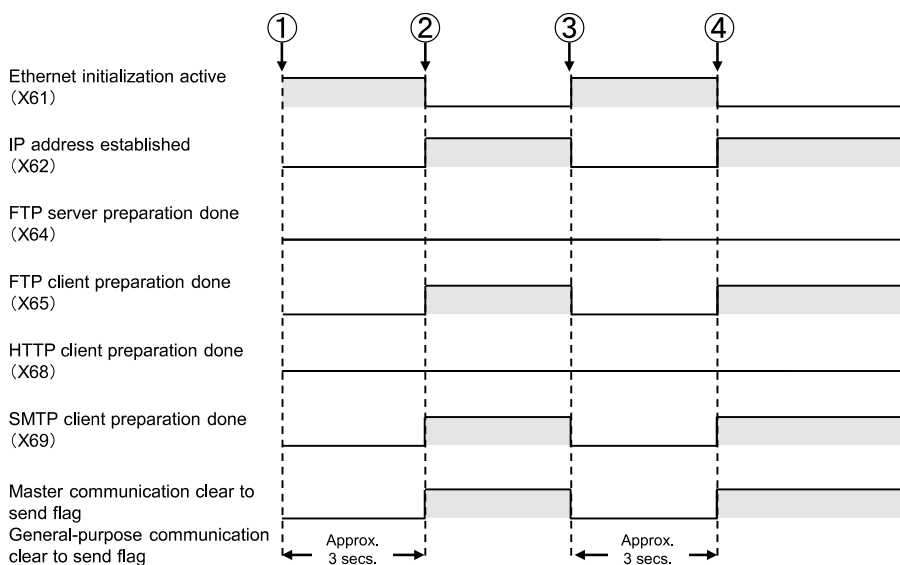 ① ② ③ ④
Ethernet initialization active
（X61）
IP address established
（X62）
FTP server preparation done
（X64）
FTP client preparation done
（X65）
HTTP client preparation done
（X68）
SMTP client preparation done
（X69）
Master communication clear to
send flag
General-purpose communication
clear to send flag
Approx.
3 secs.
Approx.
3 secs.